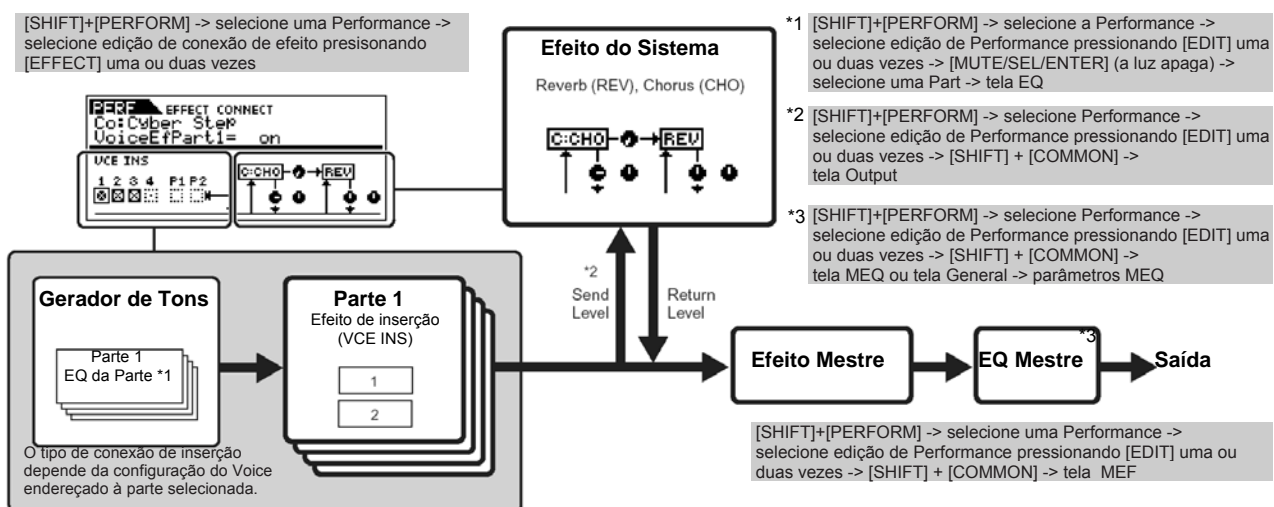 [SHIFT]+[PERFORM] -> selecione uma Performance ->
selecione edição de conexão de efeito presisonando
[EFFECT] uma ou duas vezes
PERF EFFECT CONNECT
Co:Cyber Step
VoiceEfPart1= on
VCE INS
1 2 3 4 P1 P2
C:CHO REV
Efeito do Sistema
Reverb (REV), Chorus (CHO)
C:CHO REV
*1 [SHIFT]+[PERFORM] -> selecione a Performance ->
selecione edição de Performance pressionando [EDIT] uma
ou duas vezes -> [MUTE/SEL/ENTER] (a luz apaga) ->
selecione uma Part -> tela EQ
*2 [SHIFT]+[PERFORM] -> selecione Performance ->
selecione edição de Performance pressionando [EDIT] uma
ou duas vezes -> [SHIFT] + [COMMON] ->
tela Output
*3 [SHIFT]+[PERFORM] -> selecione Performance ->
selecione edição de Performance pressionando [EDIT] uma
ou duas vezes -> [SHIFT] + [COMMON] ->
tela MEQ ou tela General -> parâmetros MEQ
Gerador de Tons
Parte 1
EQ da Parte *1
O tipo de conexão de inserção
depende da configuração do Voice
endereçado à parte selecionada.
Parte 1
Efeito de inserção
(VCE INS)
1
2
*2
Send
Level
Return
Level
Efeito Mestre
EQ Mestre
*3
Saída
[SHIFT]+[PERFORM] -> selecione uma Performance ->
selecione edição de Performance pressionando [EDIT] uma ou
duas vezes -> [SHIFT] + [COMMON] -> tela MEF